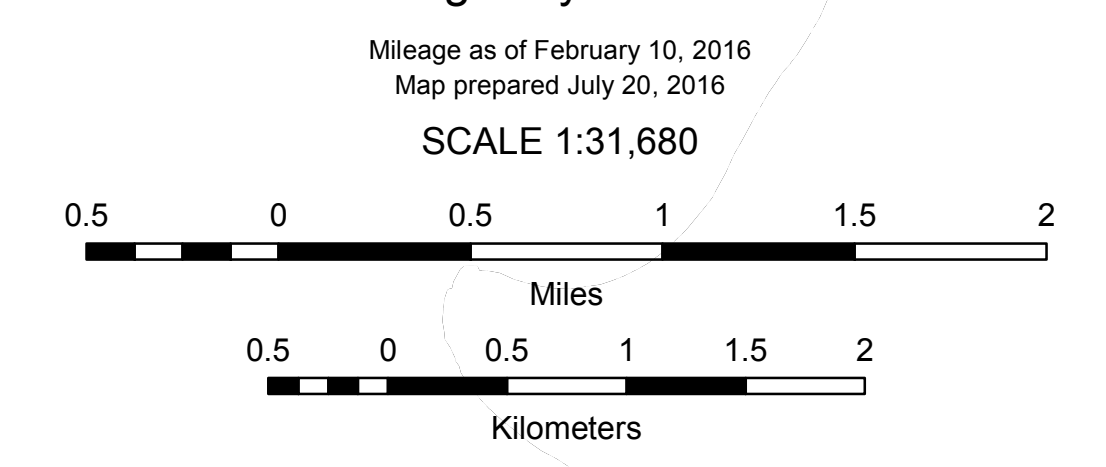 Mileage as of February 10, 2016
Map prepared July 20, 2016
SCALE 1:31,680
0.5 0 0.5 1 1.5 2
Miles
0.5 0 0.5 1 1.5 2
Kilometers